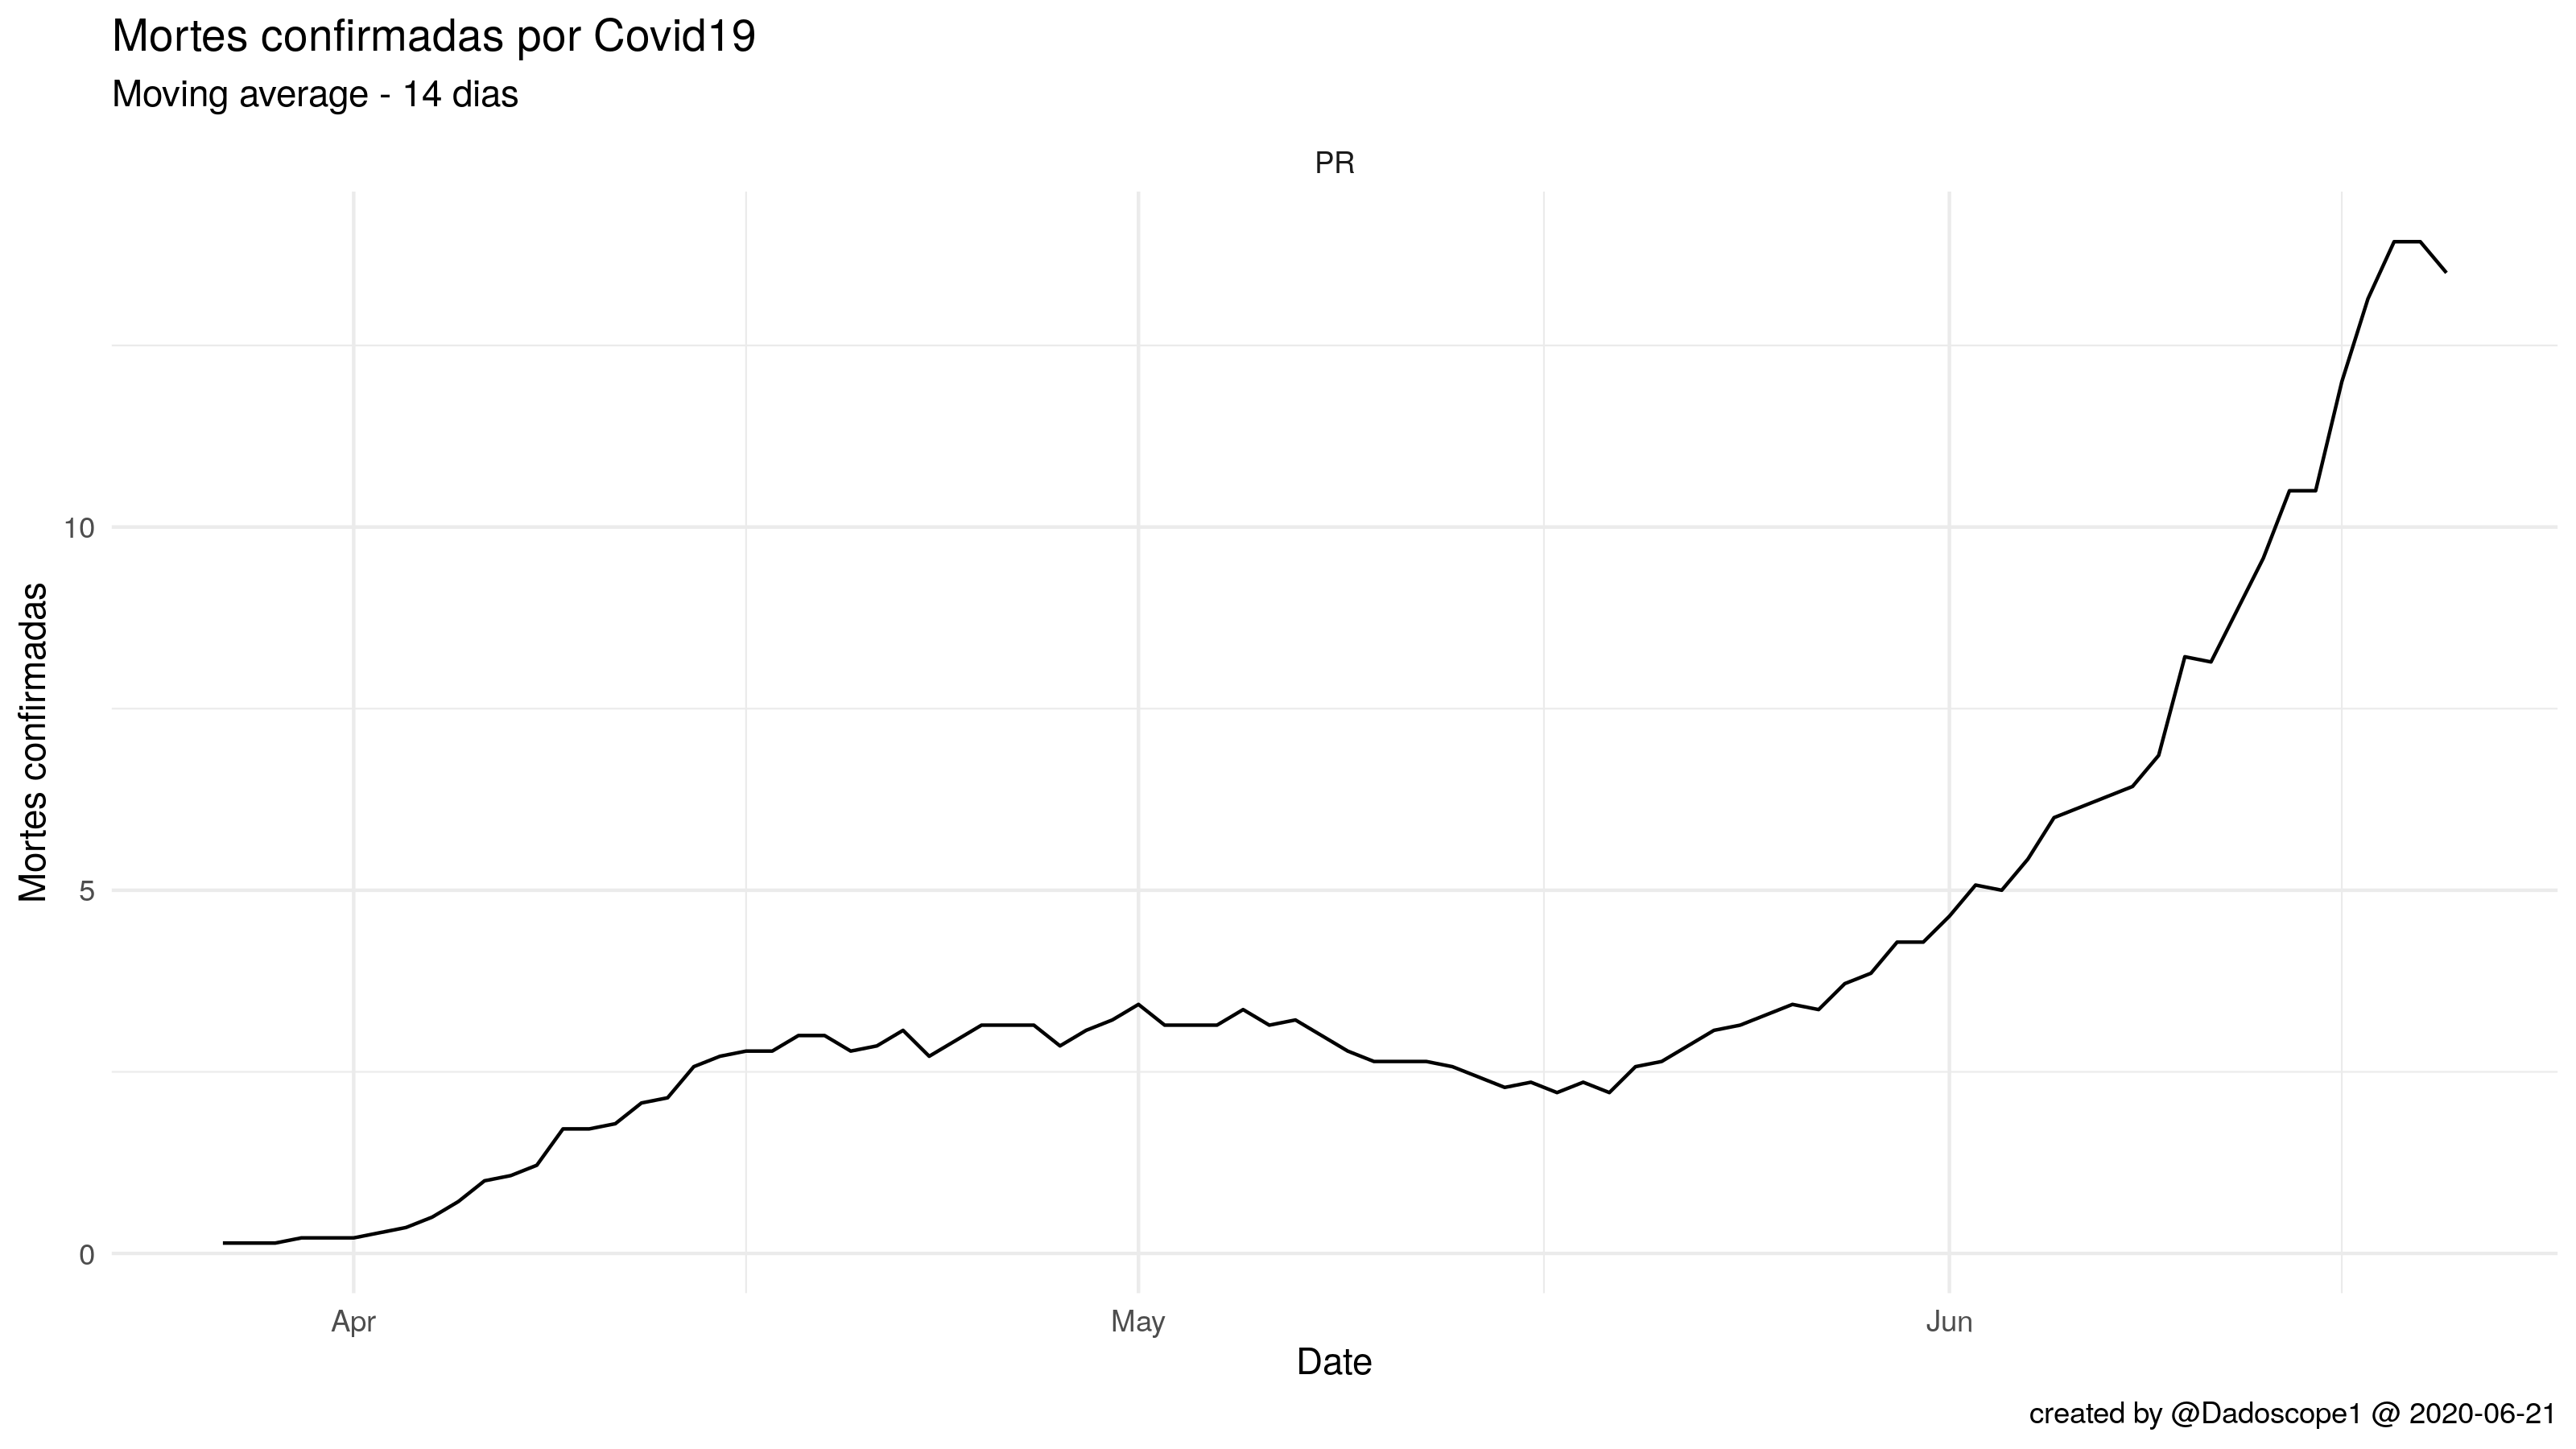 Mortes confirmadas por Covid19
Moving average - 14 dias
PR
Mortes confirmadas
10
5
0
Apr
May
Jun
Date
created by @Dadoscope1 @ 2020-06-21